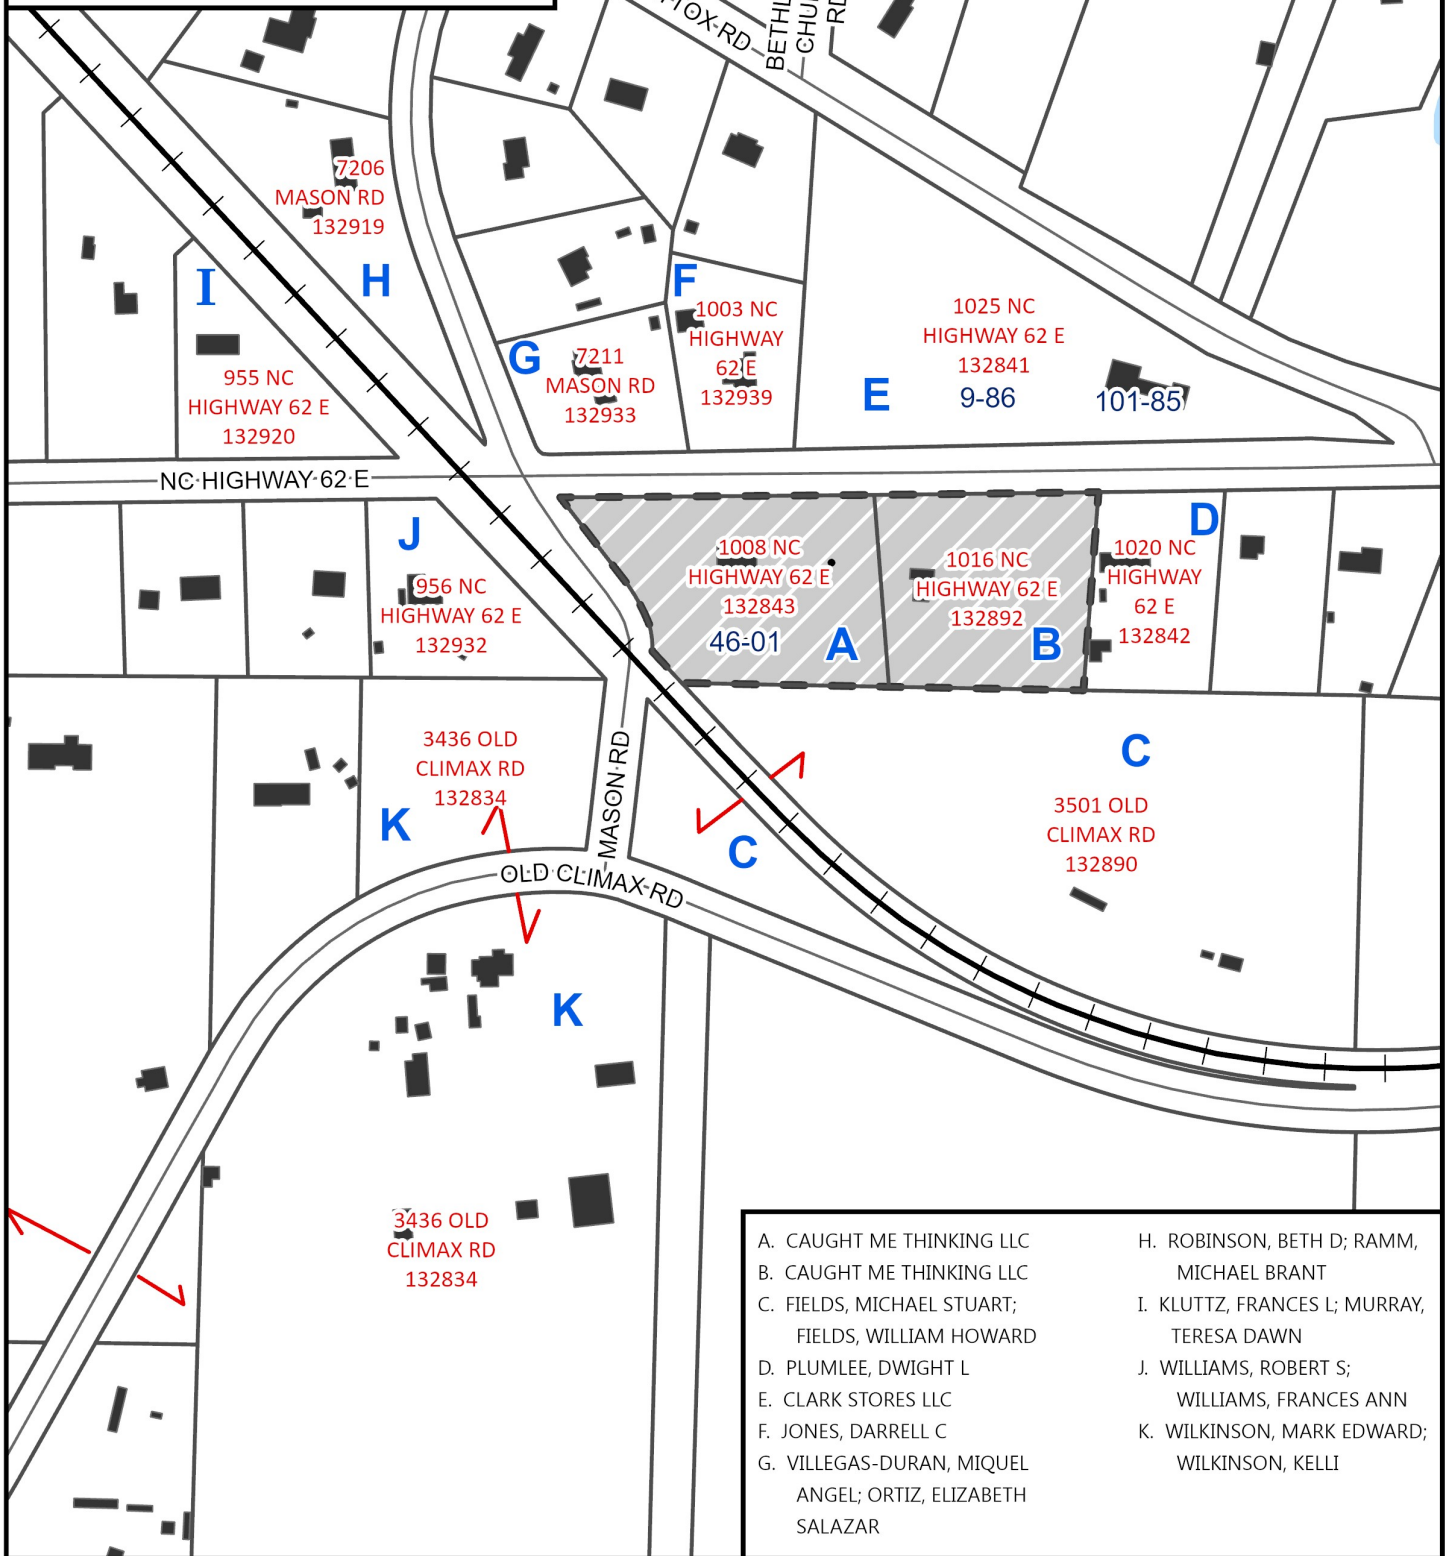 TOX RD
BETHL
CHU
RD
7206
MASON RD
132919
H
I
955 NC
HIGHWAY 62 E
132920
F
1003 NC
HIGHWAY
62 E
132939
G
7211
MASON RD
132933
1025 NC
HIGHWAY 62 E
132841
E
9-86
101-85
NC HIGHWAY 62 E
J
956 NC
HIGHWAY 62 E
132932
1008 NC
HIGHWAY 62 E
132843
46-01
A
1016 NC
HIGHWAY 62 E
132892
B
D
1020 NC
HIGHWAY
62 E
132842
3436 OLD
CLIMAX RD
132834
K
MASON RD
C
C
3501 OLD
CLIMAX RD
132890
OLD CLIMAX RD
K
3436 OLD
CLIMAX RD
132834
A. CAUGHT ME THINKING LLC
B. CAUGHT ME THINKING LLC
C. FIELDS, MICHAEL STUART;
FIELDS, WILLIAM HOWARD
D. PLUMLEE, DWIGHT L
E. CLARK STORES LLC
F. JONES, DARRELL C
G. VILLEGAS-DURAN, MIQUEL
ANGEL; ORTIZ, ELIZABETH
SALAZAR
H. ROBINSON, BETH D; RAMM,
MICHAEL BRANT
I. KLUTTZ, FRANCES L; MURRAY,
TERESA DAWN
J. WILLIAMS, ROBERT S;
WILLIAMS, FRANCES ANN
K. WILKINSON, MARK EDWARD;
WILKINSON, KELLI